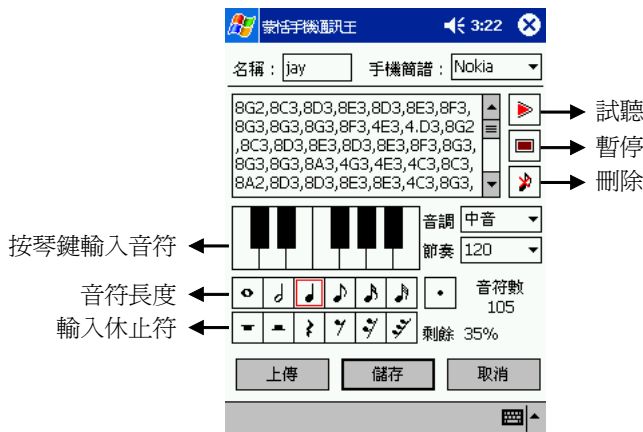 蒙恬手機通訊王 3:22
名稱： jay 手機簡譜： Nokia
8G2,8C3,8D3,8E3,8D3,8E3,8F3,
8G3,8G3,8G3,8F3,4E3,4.D3,8G2
,8C3,8D3,8E3,8D3,8E3,8F3,8G3,
8G3,8G3,8A3,4G3,4E3,4C3,8C3,
8A2,8D3,8D3,8E3,8E3,4C3,8G3,
試聽
暫停
刪除
音調 中音
按琴鍵輸入音符
節奏 120
音符長度
音符數
105
輸入休止符
剩餘 35%
上傳 儲存 取消